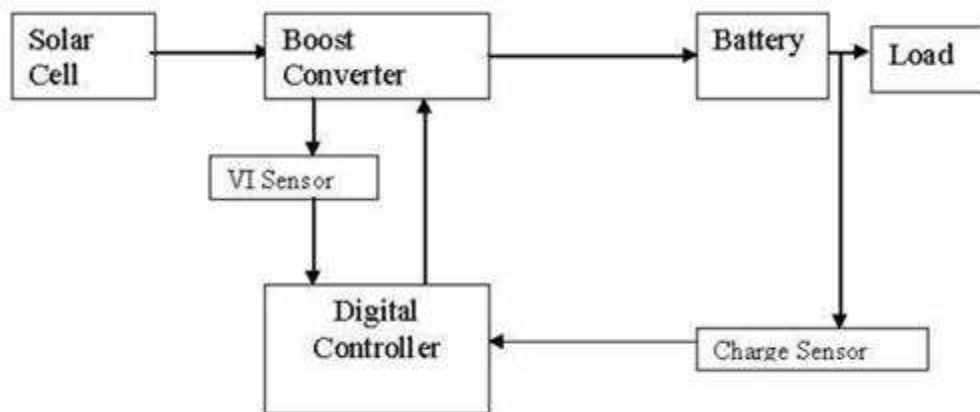 Solar
Cell
Boost
Converter
Battery
Load
VI Sensor
Digital
Controller
Charge Sensor